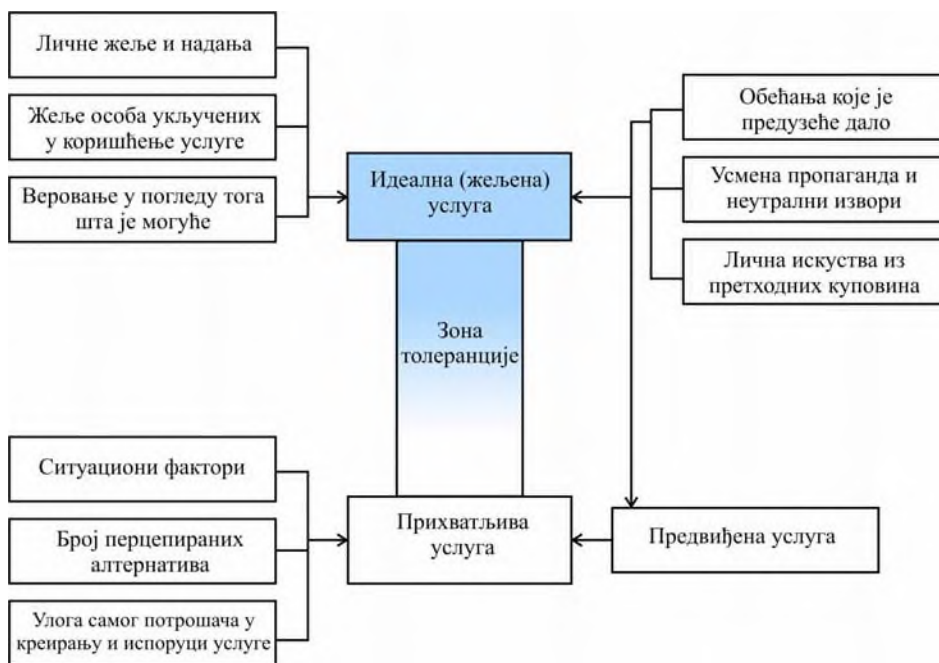 Личне жеље и надања
Жеље особа укључених
у коришћење услуге
Веровање у погледу тога
шта је могуће
Идеална (жељена)
услуга
Обећања које је
предузеће дало
Усмена пропаганда и
неутрални извори
Лична искуства из
претходних куповина
Зона
толеранције
Ситуациони фактори
Број перцепираних
алтернатива
Улога самог потрошача у
креирању и испоруци услуге
Прихватљива
услуга
Предвиђена услуга